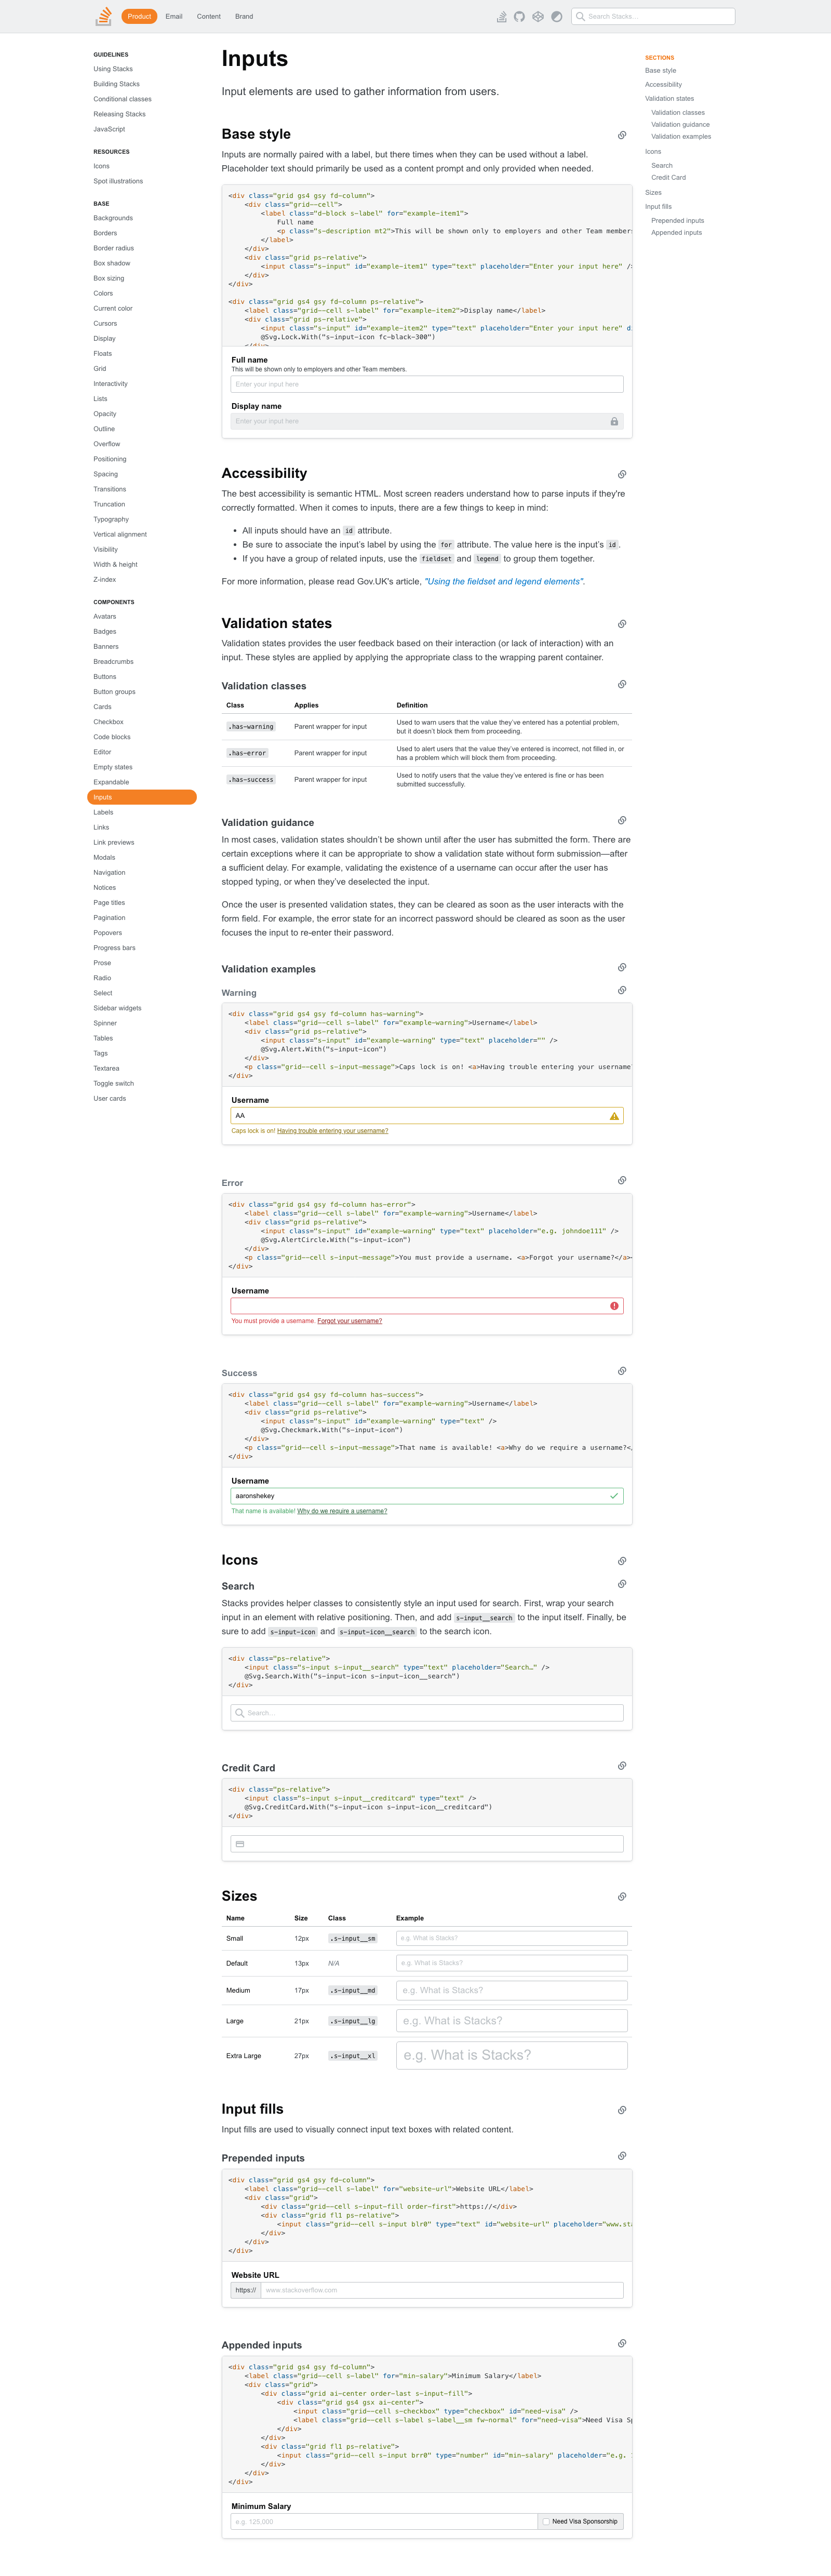 Product Email Content Brand
Search Stacks…
GUIDELINES
Using Stacks
Building Stacks
Conditional classes
Releasing Stacks
JavaScript
RESOURCES
Icons
Spot illustrations
BASE
Backgrounds
Borders
Border radius
Box shadow
Box sizing
Colors
Current color
Cursors
Display
Floats
Grid
Interactivity
Lists
Opacity
Outline
Overflow
Positioning
Spacing
Transitions
Truncation
Typography
Vertical alignment
Visibility
Width & height
Z-index
COMPONENTS
Avatars
Badges
Banners
Breadcrumbs
Buttons
Button groups
Cards
Checkbox
Code blocks
Editor
Empty states
Expandable
Inputs
Labels
Links
Link previews
Modals
Navigation
Notices
Page titles
Pagination
Popovers
Progress bars
Prose
Radio
Select
Sidebar widgets
Spinner
Tables
Tags
Textarea
Toggle switch
User cards
Inputs
Input elements are used to gather information from users.
Base style
Inputs are normally paired with a label, but there times when they can be used without a label.
Placeholder text should primarily be used as a content prompt and only provided when needed.
<div class="grid gs4 gsy fd-column">
    <div class="grid--cell">
        <label class="d-block s-label" for="example-item1">
            Full name
            <p class="s-description mt2">This will be shown only to employers and other Team members
        </label>
    </div>
    <div class="grid ps-relative">
        <input class="s-input" id="example-item1" type="text" placeholder="Enter your input here" />
    </div>
</div>
<div class="grid gs4 gsy fd-column ps-relative">
    <label class="grid--cell s-label" for="example-item2">Display name</label>
    <div class="grid ps-relative">
        <input class="s-input" id="example-item2" type="text" placeholder="Enter your input here" d
        @Svg.Lock.With("s-input-icon fc-black-300")
    </div>
Full name
This will be shown only to employers and other Team members.
Enter your input here
Display name
Enter your input here
Accessibility
The best accessibility is semantic HTML. Most screen readers understand how to parse inputs if they're
correctly formatted. When it comes to inputs, there are a few things to keep in mind:
• All inputs should have an id attribute.
• Be sure to associate the input's label by using the for attribute. The value here is the input's id .
• If you have a group of related inputs, use the fieldset and legend to group them together.
For more information, please read Gov.UK's article, "Using the fieldset and legend elements".
Validation states
Validation states provides the user feedback based on their interaction (or lack of interaction) with an
input. These styles are applied by applying the appropriate class to the wrapping parent container.
Validation classes
Class Applies Definition
.has-warning Parent wrapper for input Used to warn users that the value they've entered has a potential problem,
but it doesn't block them from proceeding.
.has-error Parent wrapper for input Used to alert users that the value they've entered is incorrect, not filled in, or
has a problem which will block them from proceeding.
.has-success Parent wrapper for input Used to notify users that the value they've entered is fine or has been
submitted successfully.
Validation guidance
In most cases, validation states shouldn't be shown until after the user has submitted the form. There are
certain exceptions where it can be appropriate to show a validation state without form submission—after
a sufficient delay. For example, validating the existence of a username can occur after the user has
stopped typing, or when they've deselected the input.
Once the user is presented validation states, they can be cleared as soon as the user interacts with the
form field. For example, the error state for an incorrect password should be cleared as soon as the user
focuses the input to re-enter their password.
Validation examples
Warning
<div class="grid gs4 gsy fd-column has-warning">
    <label class="grid--cell s-label" for="example-warning">Username</label>
    <div class="grid ps-relative">
        <input class="s-input" id="example-warning" type="text" placeholder="" />
        @Svg.Alert.With("s-input-icon")
    </div>
    <p class="grid--cell s-input-message">Caps lock is on! <a>Having trouble entering your username
</div>
Username
AA
Caps lock is on! Having trouble entering your username?
Error
<div class="grid gs4 gsy fd-column has-error">
    <label class="grid--cell s-label" for="example-warning">Username</label>
    <div class="grid ps-relative">
        <input class="s-input" id="example-warning" type="text" placeholder="e.g. johndoe111" />
        @Svg.AlertCircle.With("s-input-icon")
    </div>
    <p class="grid--cell s-input-message">You must provide a username. <a>Forgot your username?</a><
</div>
Username
You must provide a username. Forgot your username?
Success
<div class="grid gs4 gsy fd-column has-success">
    <label class="grid--cell s-label" for="example-warning">Username</label>
    <div class="grid ps-relative">
        <input class="s-input" id="example-warning" type="text" />
        @Svg.Checkmark.With("s-input-icon")
    </div>
    <p class="grid--cell s-input-message">That name is available! <a>Why do we require a username?</
</div>
Username
aaronshekey
That name is available! Why do we require a username?
Icons
Search
Stacks provides helper classes to consistently style an input used for search. First, wrap your search
input in an element with relative positioning. Then, and add s-input__search to the input itself. Finally, be
sure to add s-input-icon and s-input-icon__search to the search icon.
<div class="ps-relative">
    <input class="s-input s-input__search" type="text" placeholder="Search…" />
    @Svg.Search.With("s-input-icon s-input-icon__search")
</div>
Search…
Credit Card
<div class="ps-relative">
    <input class="s-input s-input__creditcard" type="text" />
    @Svg.CreditCard.With("s-input-icon s-input-icon__creditcard")
</div>
Sizes
Name Size Class Example
Small 12px .s-input__sm e.g. What is Stacks?
Default 13px N/A e.g. What is Stacks?
Medium 17px .s-input__md e.g. What is Stacks?
Large 21px .s-input__lg e.g. What is Stacks?
Extra Large 27px .s-input__xl e.g. What is Stacks?
Input fills
Input fills are used to visually connect input text boxes with related content.
Prepended inputs
<div class="grid gs4 gsy fd-column">
    <label class="grid--cell s-label" for="website-url">Website URL</label>
    <div class="grid">
        <div class="grid--cell s-input-fill order-first">https://</div>
        <div class="grid fl1 ps-relative">
            <input class="grid--cell s-input blr0" type="text" id="website-url" placeholder="www.sta
        </div>
    </div>
</div>
Website URL
https:// www.stackoverflow.com
Appended inputs
<div class="grid gs4 gsy fd-column">
    <label class="grid--cell s-label" for="min-salary">Minimum Salary</label>
    <div class="grid">
        <div class="grid ai-center order-last s-input-fill">
            <div class="grid gs4 gsx ai-center">
                <input class="grid--cell s-checkbox" type="checkbox" id="need-visa" />
                <label class="grid--cell s-label s-label__sm fw-normal" for="need-visa">Need Visa Sp
            </div>
        </div>
        <div class="grid fl1 ps-relative">
            <input class="grid--cell s-input brr0" type="number" id="min-salary" placeholder="e.g.
        </div>
    </div>
</div>
Minimum Salary
e.g. 125,000 Need Visa Sponsorship
SECTIONS
Base style
Accessibility
Validation states
Validation classes
Validation guidance
Validation examples
Icons
Search
Credit Card
Sizes
Input fills
Prepended inputs
Appended inputs